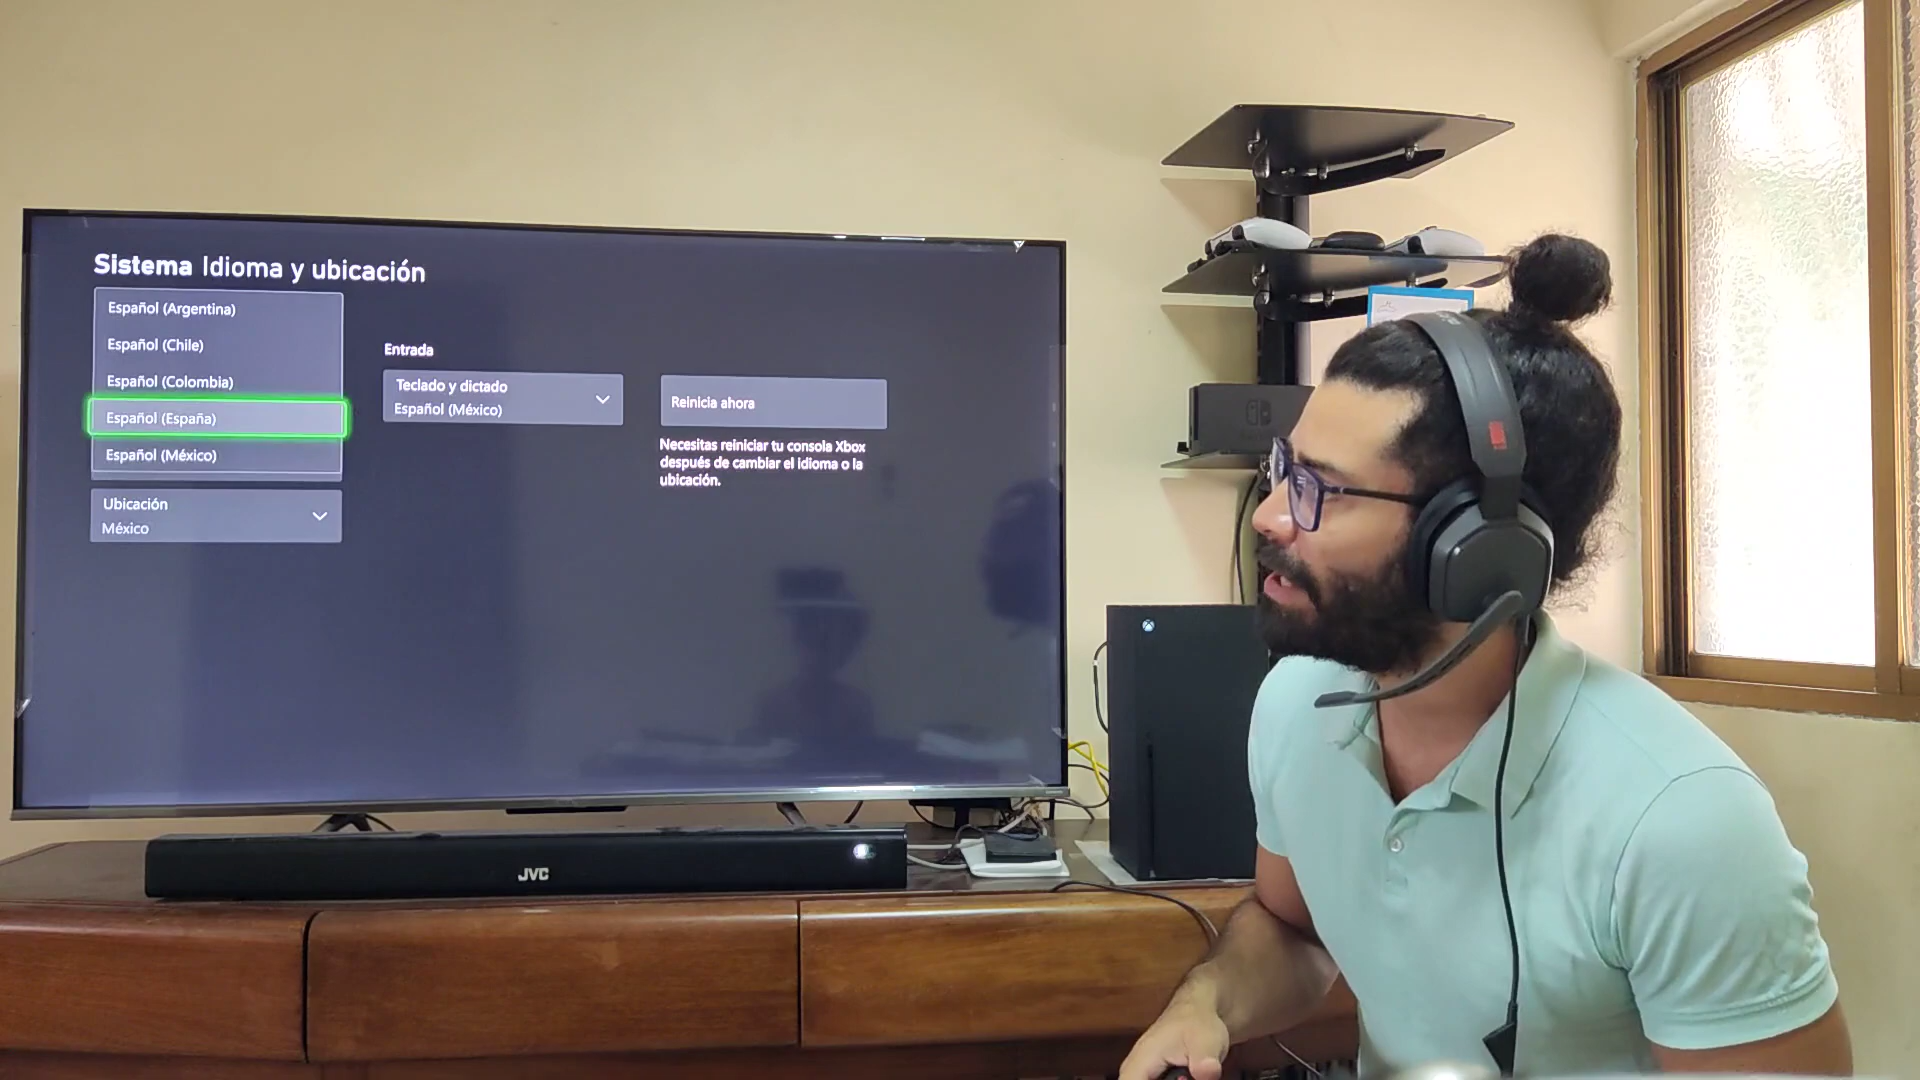 Sistema Idioma y ubicación
Español (Argentina)
Español (Chile)
Español (Colombia)
Español (España)
Español (México)
Ubicación
México
Entrada
Teclado y dictado
Español (México)
Reinicia ahora
Necesitas reiniciar tu consola Xbox
después de cambiar el idioma o la
ubicación.
JVC